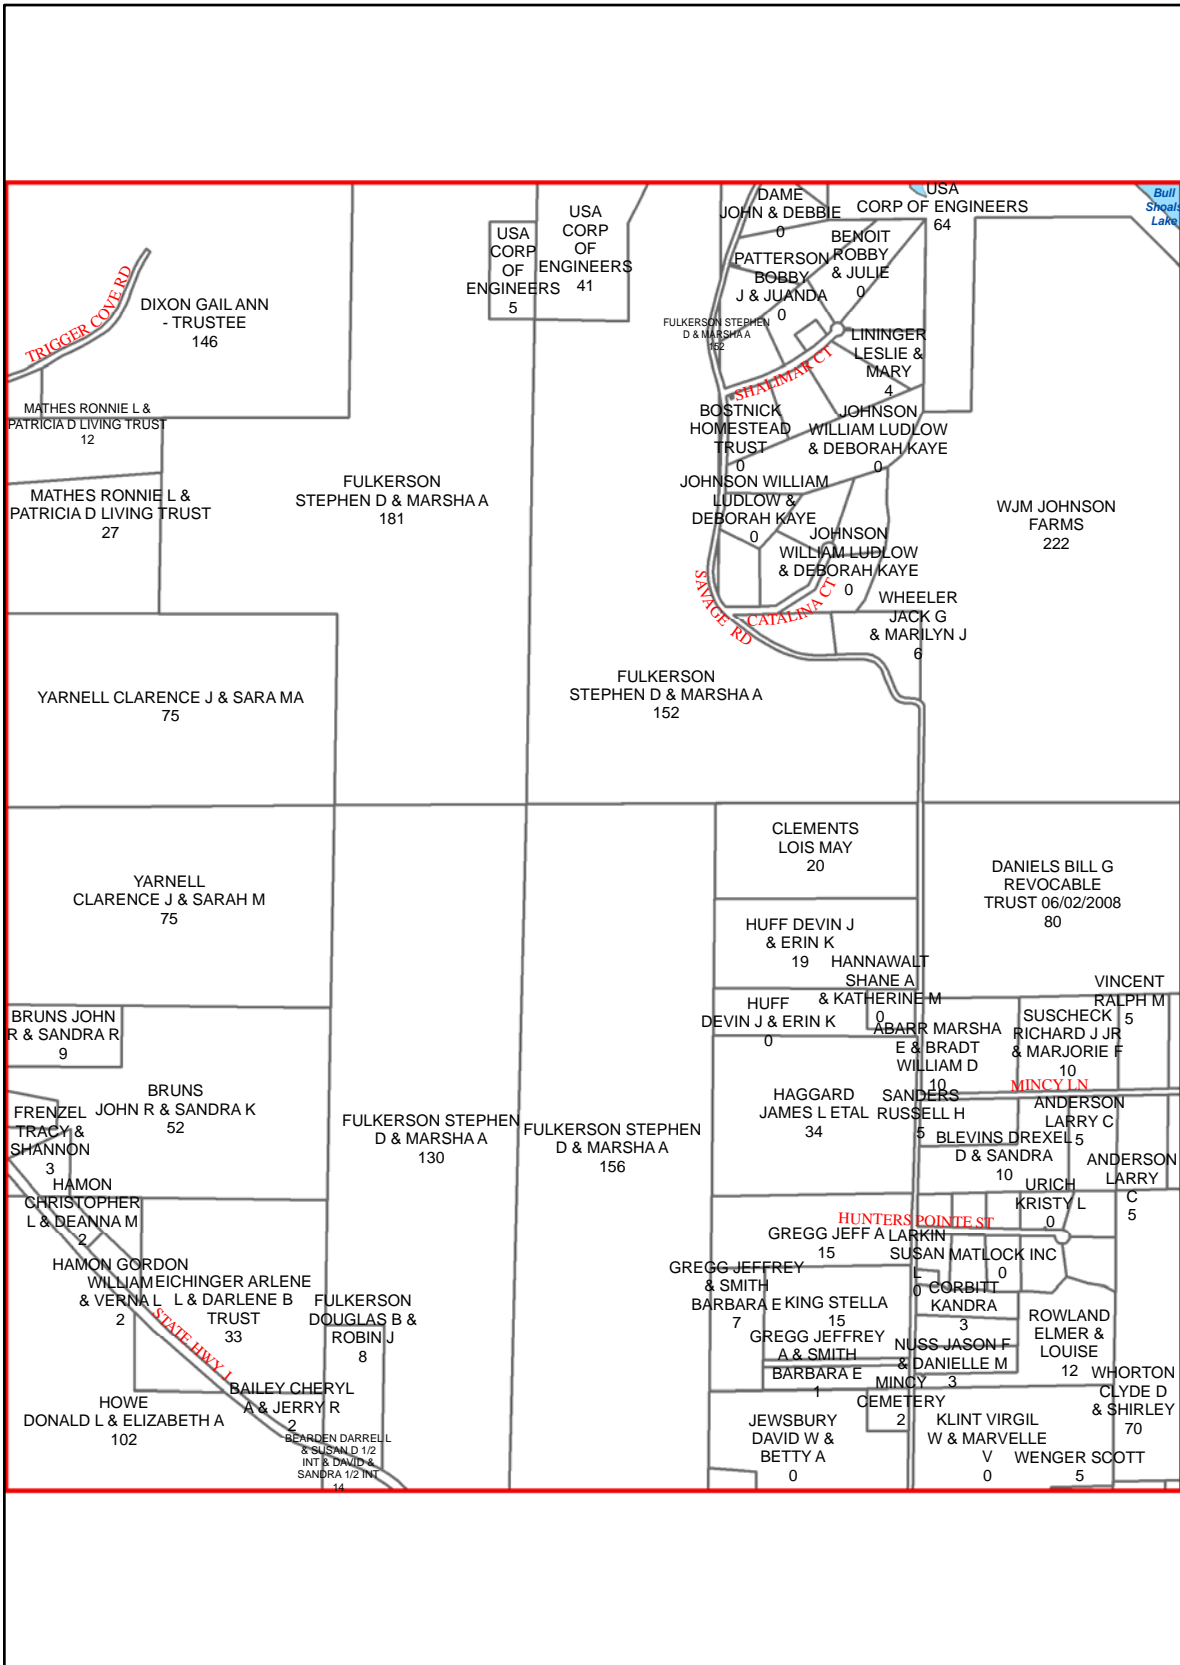 DAME
JOHN & DEBBIE
0
USA
CORP OF ENGINEERS
64
Bull
Shoals
Lake
USA
CORP
OF
ENGINEERS
41
USA
CORP
OF
ENGINEERS
5
BENOIT
ROBBY
& JULIE
0
PATTERSON
BOBBY
J & JUANDA
0
TRIGGER COVE RD
DIXON GAIL ANN
- TRUSTEE
146
FULKERSON STEPHEN
D & MARSHA A
152
LININGER
LESLIE &
MARY
4
SHALIMAR CT
MATHES RONNIE L &
PATRICIA D LIVING TRUST
12
BOSTNICK
HOMESTEAD
TRUST
0
JOHNSON
WILLIAM LUDLOW
& DEBORAH KAYE
0
MATHES RONNIE L &
PATRICIA D LIVING TRUST
27
FULKERSON
STEPHEN D & MARSHA A
181
JOHNSON WILLIAM
LUDLOW &
DEBORAH KAYE
0
JOHNSON
WILLIAM LUDLOW
& DEBORAH KAYE
0
WJM JOHNSON
FARMS
222
SAVAGE RD
CATALINA CT
WHEELER
JACK G
& MARILYN J
6
YARNELL CLARENCE J & SARA MA
75
FULKERSON
STEPHEN D & MARSHA A
152
CLEMENTS
LOIS MAY
20
YARNELL
CLARENCE J & SARAH M
75
DANIELS BILL G
REVOCABLE
TRUST 06/02/2008
80
HUFF DEVIN J
& ERIN K
19
HANNAWALT
SHANE A
& KATHERINE M
0
VINCENT
RALPH M
5
BRUNS JOHN
R & SANDRA R
9
HUFF
DEVIN J & ERIN K
0
ABARR MARSHA
E & BRADT
WILLIAM D
10
SUSCHECK
RICHARD J JR
& MARJORIE F
10
MINCY LN
BRUNS
JOHN R & SANDRA K
52
FRENZEL
TRACY &
SHANNON
3
FULKERSON STEPHEN
D & MARSHA A
130
FULKERSON STEPHEN
D & MARSHA A
156
HAGGARD
JAMES L ETAL
34
SANDERS
RUSSELL H
5
ANDERSON
LARRY C
5
BLEVINS DREXEL
D & SANDRA
10
ANDERSON
LARRY
C
5
HAMON
CHRISTOPHER
L & DEANNA M
2
URICH
KRISTY L
0
HUNTERS POINTE ST
GREGG JEFF A
15
LARKIN
SUSAN
L
0
MATLOCK INC
0
HAMON GORDON
WILLIAM
& VERNA L
2
EICHINGER ARLENE
L & DARLENE B
TRUST
33
FULKERSON
DOUGLAS B &
ROBIN J
8
GREGG JEFFREY
& SMITH
BARBARA E
7
KING STELLA
15
CORBITT
KANDRA
3
STATE HWY J
GREGG JEFFREY
A & SMITH
BARBARA E
1
NUSS JASON F
& DANIELLE M
3
ROWLAND
ELMER &
LOUISE
12
WHORTON
CLYDE D
& SHIRLEY
70
HOWE
DONALD L & ELIZABETH A
102
BAILEY CHERYL
A & JERRY R
2
MINCY
CEMETERY
2
BEARDEN DARREL L
& SUSAN D 1/2
INT & DAVID &
SANDRA 1/2 INT
14
JEWSBURY
DAVID W &
BETTY A
0
KLINT VIRGIL
W & MARVELLE
V
0
WENGER SCOTT
5